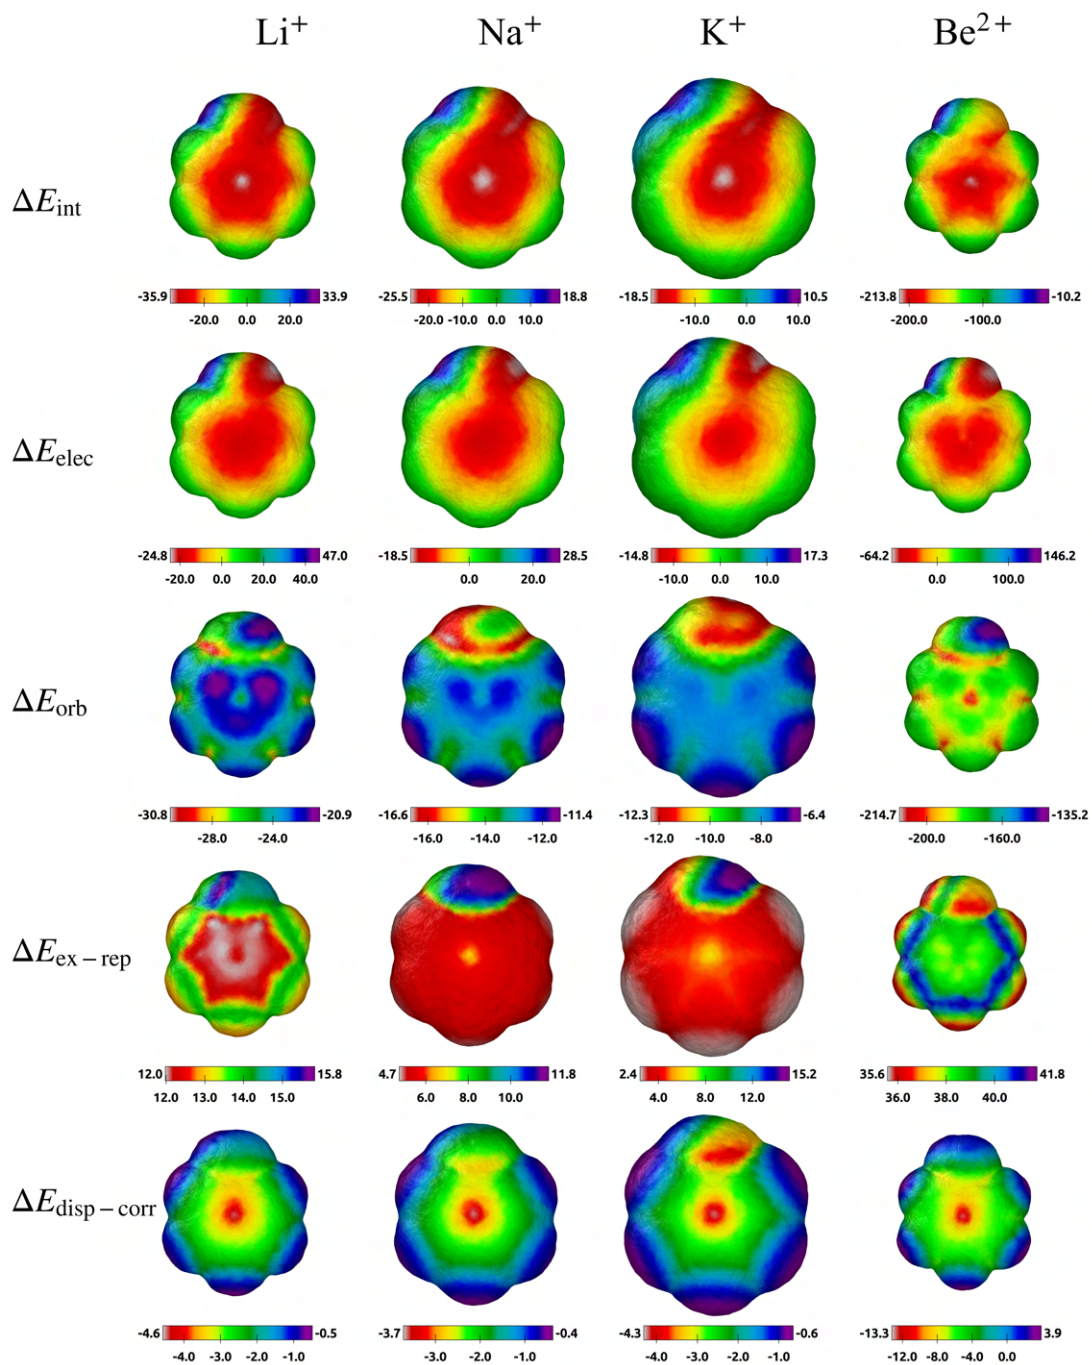 Li⁺ Na⁺ K⁺ Be²⁺
ΔE_int
-35.9 33.9 -25.5 18.8 -18.5 10.5 -213.8 -10.2
-20.0 0.0 20.0 -20.0 -10.0 0.0 10.0 -10.0 0.0 10.0 -200.0 -100.0
ΔE_elec
-24.8 47.0 -18.5 28.5 -14.8 17.3 -64.2 146.2
-20.0 0.0 20.0 40.0 0.0 20.0 -10.0 0.0 10.0 0.0 100.0
ΔE_orb
-30.8 -20.9 -16.6 -11.4 -12.3 -6.4 -214.7 -135.2
-28.0 -24.0 -16.0 -14.0 -12.0 -12.0 -10.0 -8.0 -200.0 -160.0
ΔE_ex-rep
12.0 15.8 4.7 11.8 2.4 15.2 35.6 41.8
12.0 13.0 14.0 15.0 6.0 8.0 10.0 4.0 8.0 12.0 36.0 38.0 40.0
ΔE_disp-corr
-4.6 -0.5 -3.7 -0.4 -4.3 -0.6 -13.3 3.9
-4.0 -3.0 -2.0 -1.0 -3.0 -2.0 -1.0 -4.0 -3.0 -2.0 -1.0 -12.0 -8.0 -4.0 0.0